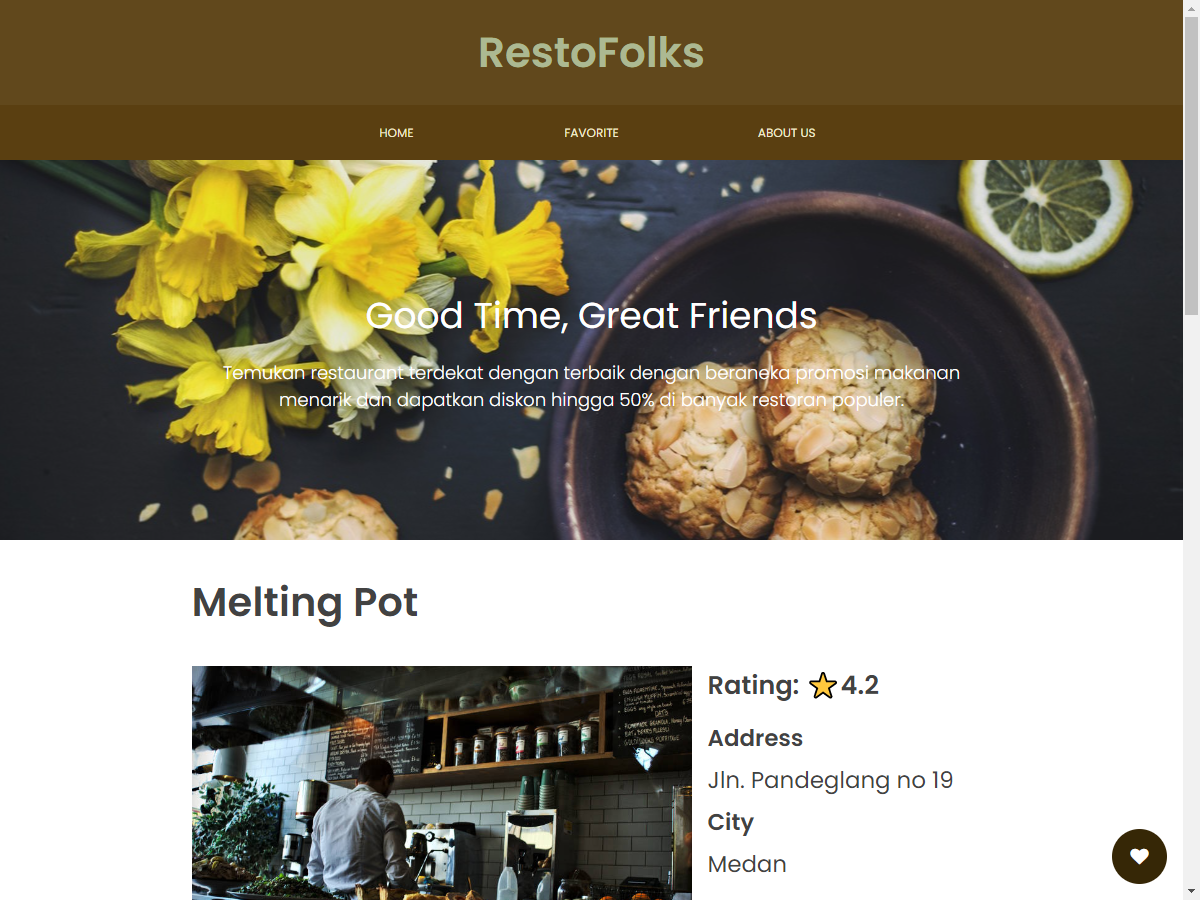 RestoFolks
HOME
FAVORITE
ABOUT US
Good Time, Great Friends
Temukan restaurant terdekat dengan terbaik dengan beraneka promosi makanan
menarik dan dapatkan diskon hingga 50% di banyak restoran populer.
Melting Pot
Rating: ⭐4.2
Address
Jln. Pandeglang no 19
City
Medan